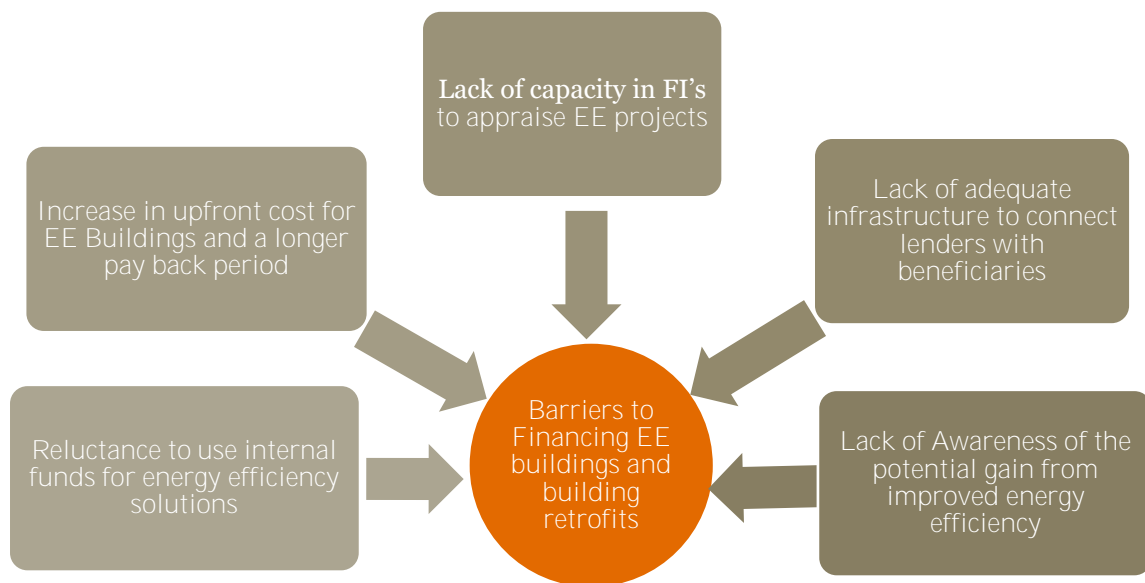 Lack of capacity in FI’s
to appraise EE projects
Increase in upfront cost for
EE Buildings and a longer
pay back period
Lack of adequate
infrastructure to connect
lenders with
beneficiaries
Reluctance to use internal
funds for energy efficiency
solutions
Barriers to
Financing EE
buildings and
building
retrofits
Lack of Awareness of the
potential gain from
improved energy
efficiency